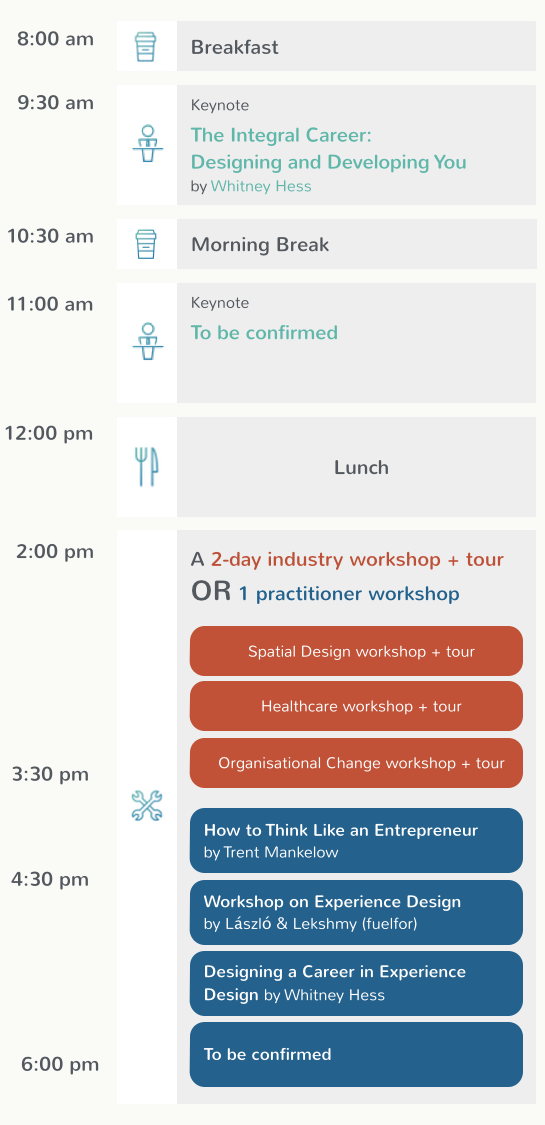 8:00 am
Breakfast
9:30 am
Keynote
The Integral Career:
Designing and Developing You
by Whitney Hess
10:30 am
Morning Break
11:00 am
Keynote
To be confirmed
12:00 pm
Lunch
2:00 pm
A 2-day industry workshop + tour
OR 1 practitioner workshop
Spatial Design workshop + tour
Healthcare workshop + tour
Organisational Change workshop + tour
3:30 pm
How to Think Like an Entrepreneur
by Trent Mankelow
4:30 pm
Workshop on Experience Design
by László & Lekshmy (fuelfor)
Designing a Career in Experience
Design by Whitney Hess
To be confirmed
6:00 pm